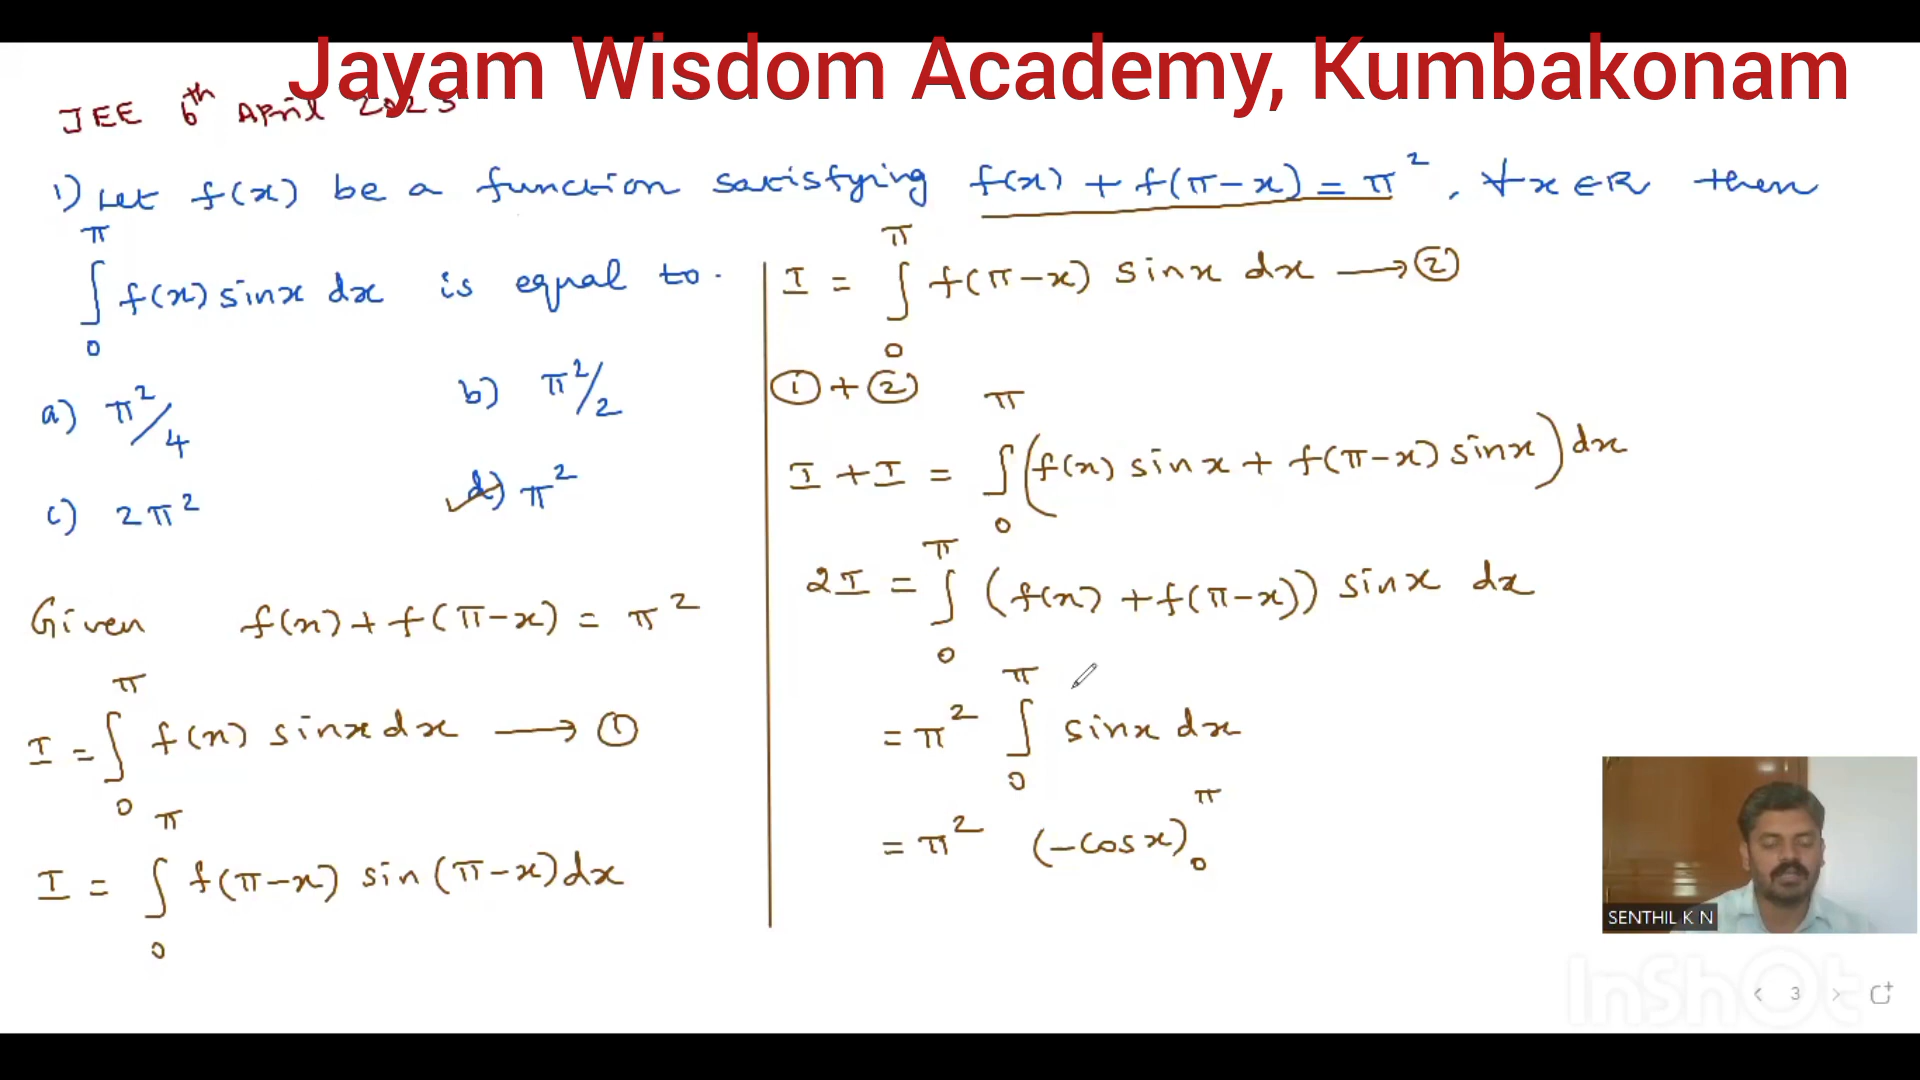 Jayam Wisdom Academy, Kumbakonam
JEE 6th April 2023
1) Let f(x) be a function satisfying f(x) + f(π-x) = π², ∀x∈R then
∫₀^π f(x) sinx dx is equal to.
a) π²/4
b) π²/2
c) 2π²
d) π²
Given f(x) + f(π-x) = π²
I = ∫₀^π f(x) sinx dx → ①
I = ∫₀^π f(π-x) sin(π-x) dx
I = ∫₀^π f(π-x) sinx dx → ②
① + ②
I + I = ∫₀^π (f(x) sinx + f(π-x) sinx) dx
2I = ∫₀^π (f(x) + f(π-x)) sinx dx
= π² ∫₀^π sinx dx
= π² (-cosx)₀^π
SENTHIL K N
InShOt
< 3 >